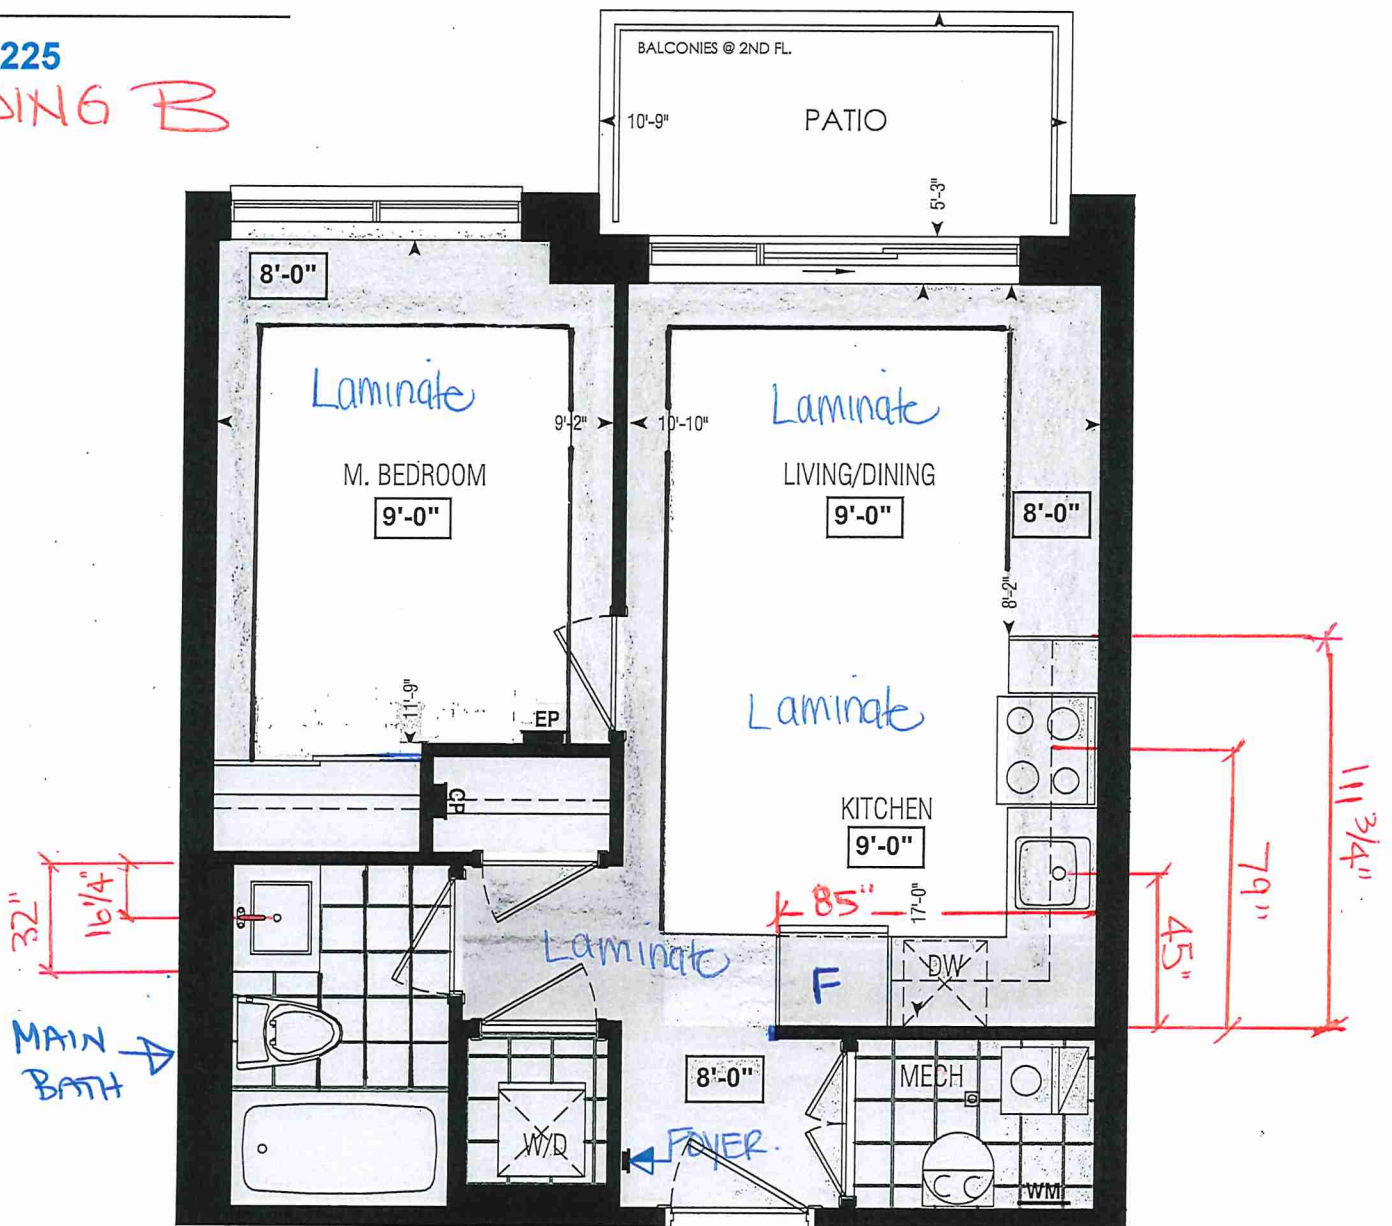 225
DING B
BALCONIES @ 2ND FL.
10'-9"
PATIO
5'-3"
8'-0"
Laminate
Laminate
9'-2"
10'-10"
M. BEDROOM
9'-0"
LIVING/DINING
9'-0"
8'-0"
8'-2"
11'-9"
EP
Laminate
CP
KITCHEN
9'-0"
111 3/4"
79"
45"
32"
16 1/4"
85"
17'-0"
Laminate
F
DW
MAIN
BATH
8'-0"
MECH
W/D
FOYER.
WM